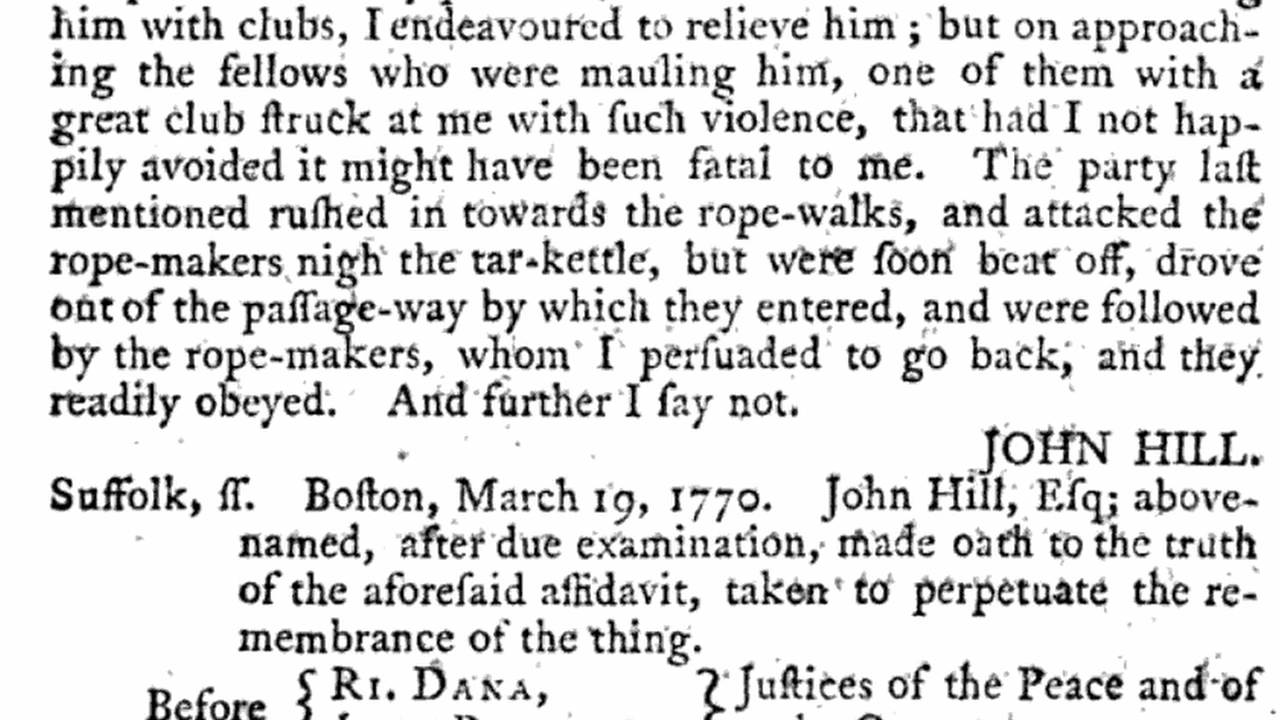 him with clubs, I endeavoured to relieve him ; but on approach-
ing the fellows who were mauling him, one of them with a
great club ſtruck at me with ſuch violence, that had I not hap-
pily avoided it might have been fatal to me. The party laſt
mentioned ruſhed in towards the rope-walks, and attacked the
rope-makers nigh the tar-kettle, but were ſoon beat off, drove
out of the paſſage-way by which they entered, and were followed
by the rope-makers, whom I perſuaded to go back, and they
readily obeyed. And further I ſay not.
JOHN HILL.
Suffolk, ſſ. Boſton, March 19, 1770. John Hill, Eſq; above-
named, after due examination, made oath to the truth
of the aforeſaid affidavit, taken to perpetuate the re-
membrance of the thing.
Before { RI. DANA, } Juſtices of the Peace and of